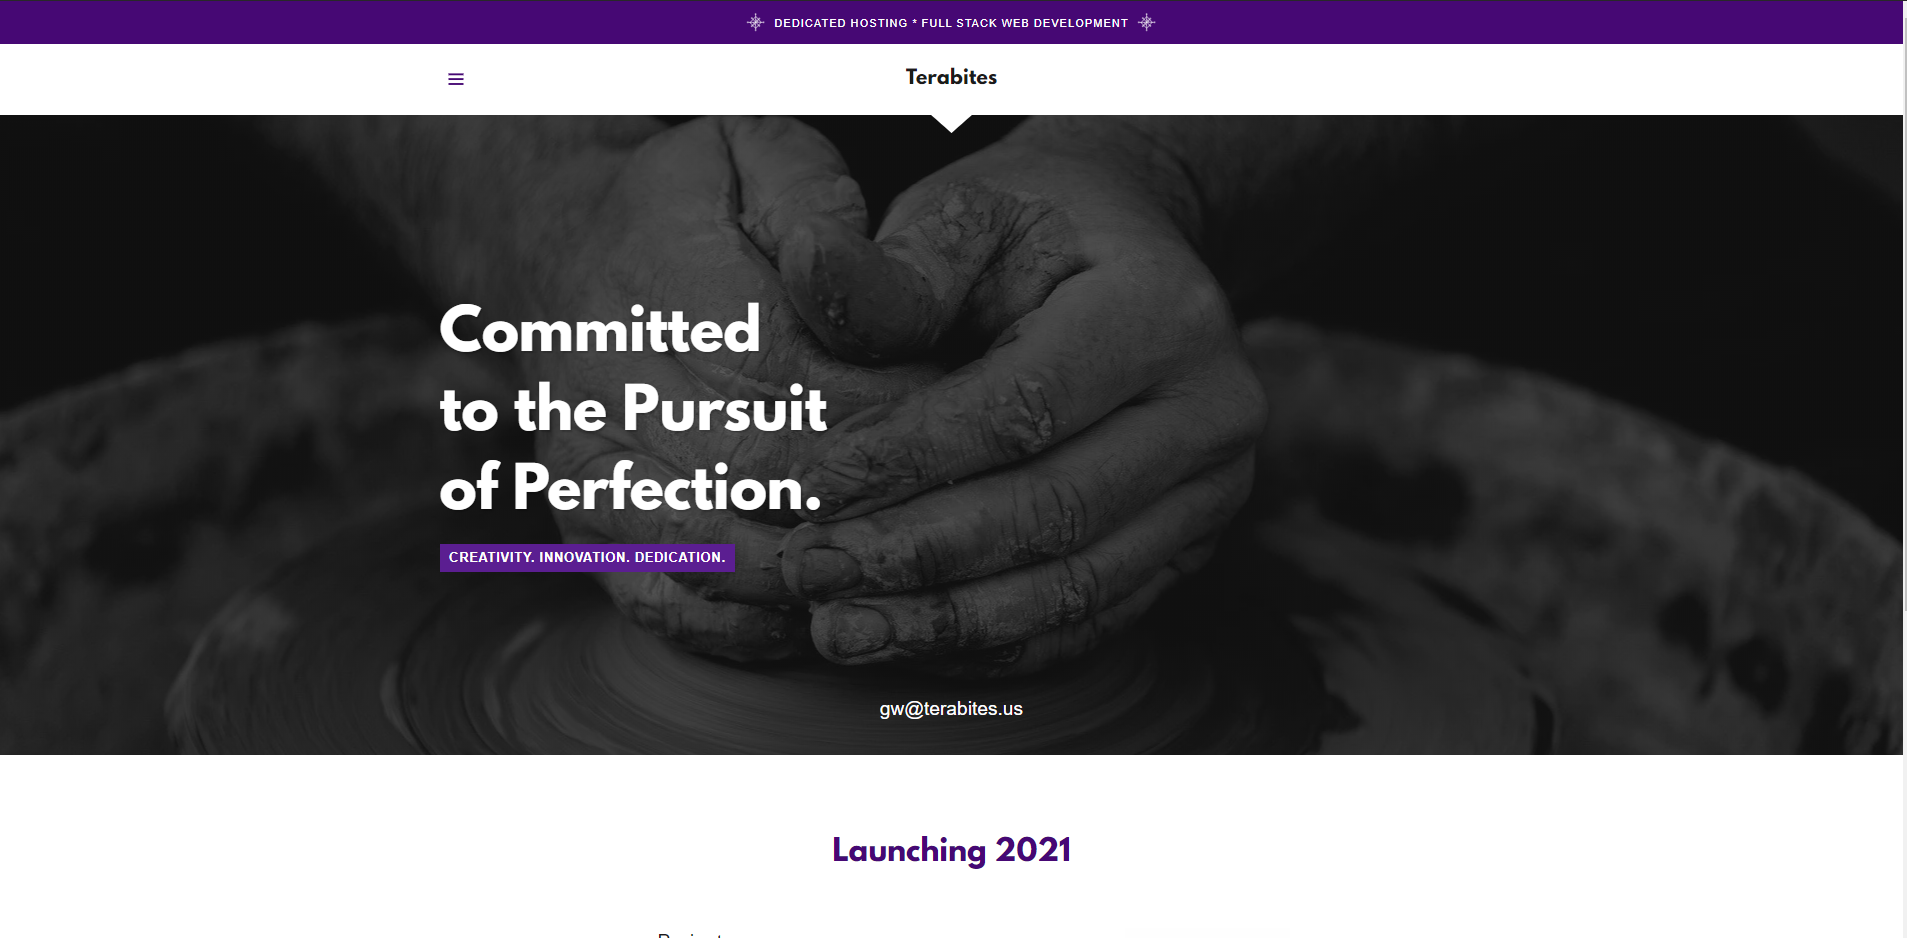 DEDICATED HOSTING * FULL STACK WEB DEVELOPMENT
Terabites
Committed
to the Pursuit
of Perfection.
CREATIVITY. INNOVATION. DEDICATION.
gw@terabites.us
Launching 2021